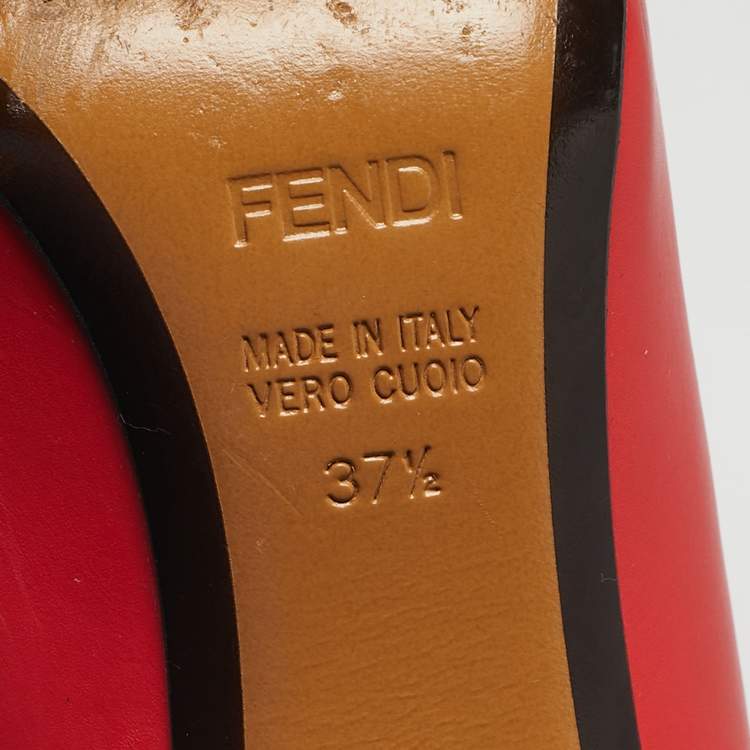 FENDI
MADE IN ITALY
VERO CUOIO
37½